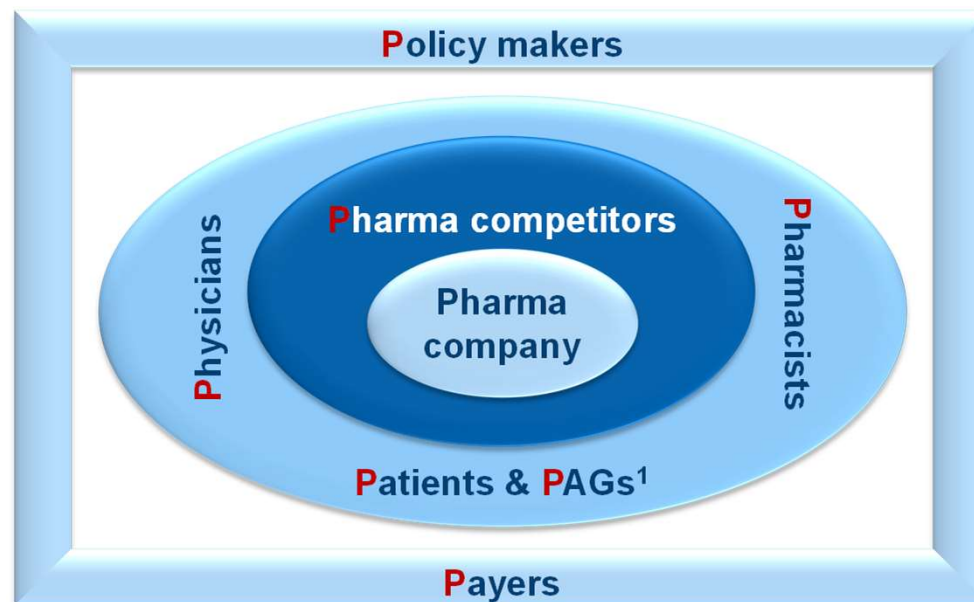 Policy makers
Pharma competitors
Pharma
company
Physicians
Pharmacists
Patients & PAGs¹
Payers